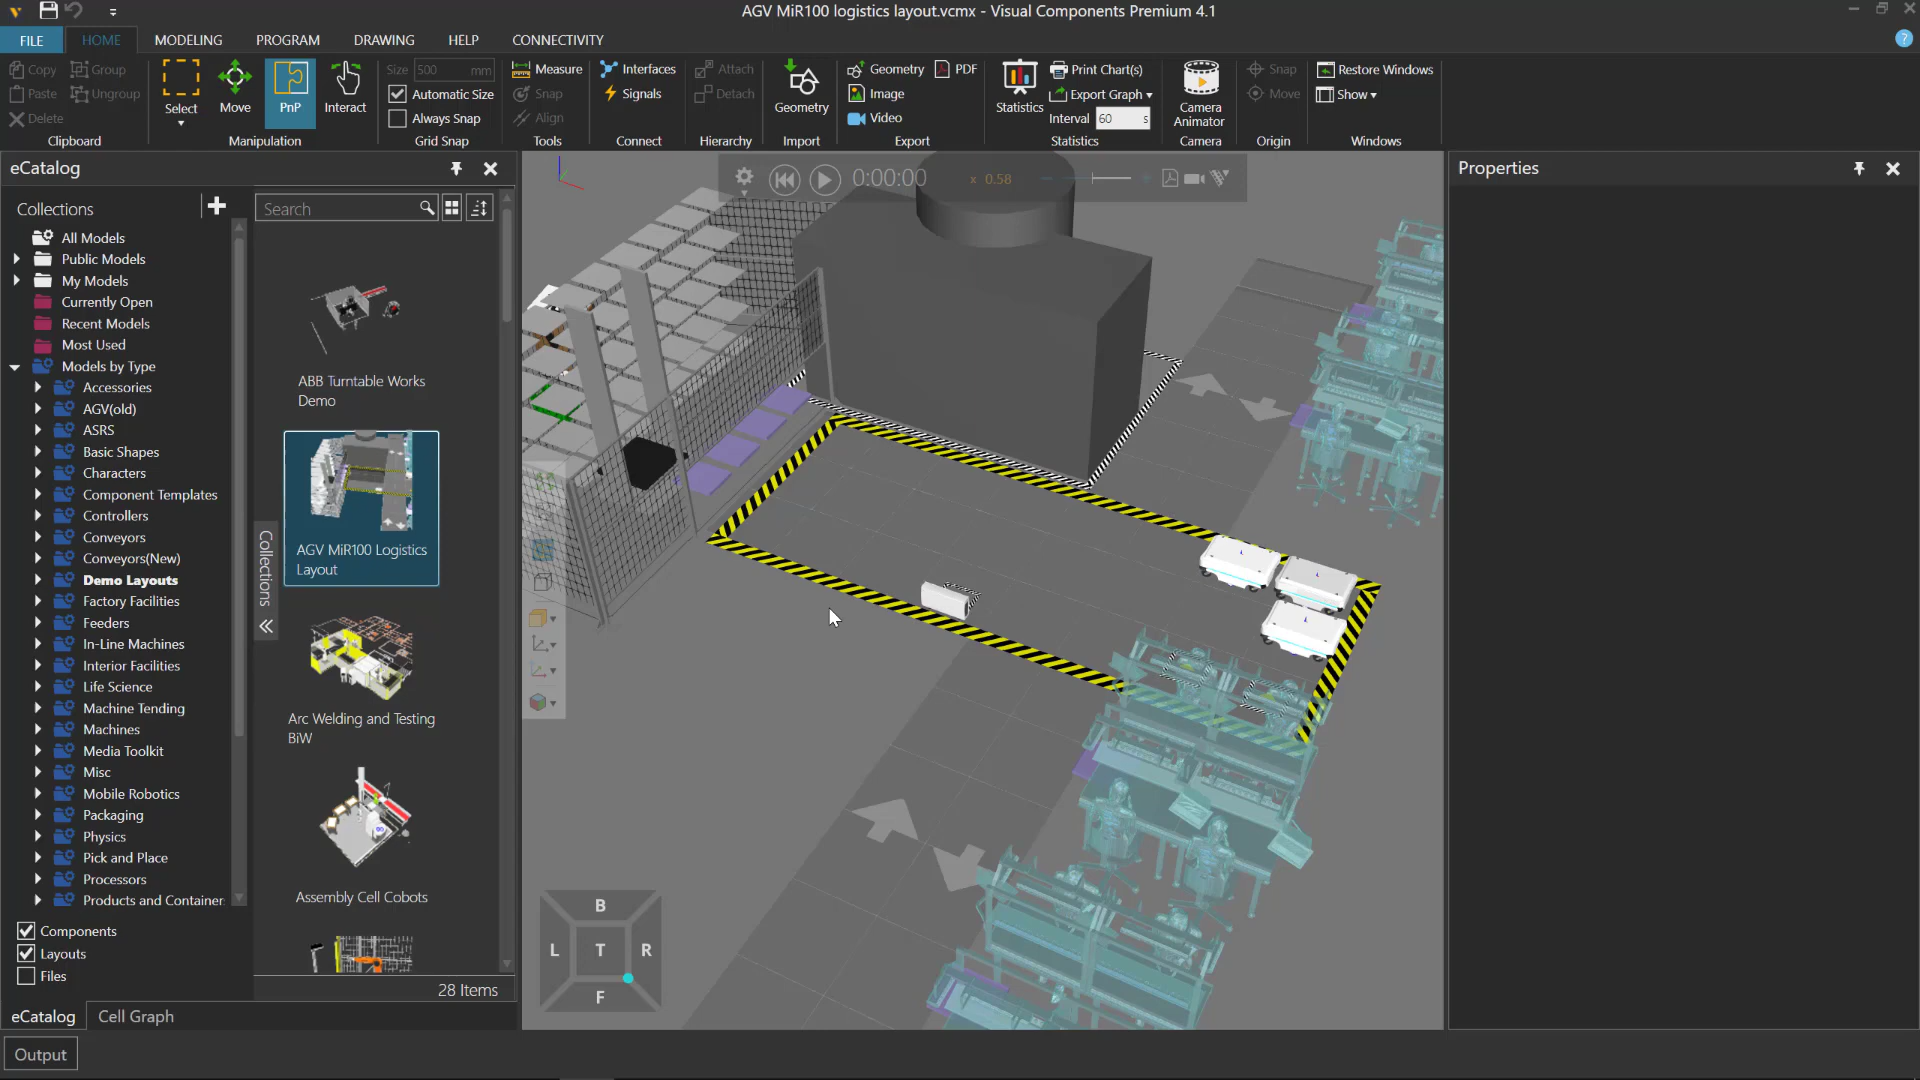 AGV MiR100 logistics layout.vcmx - Visual Components Premium 4.1
FILE
HOME
MODELING
PROGRAM
DRAWING
HELP
CONNECTIVITY
?
Copy
Group
Paste
Ungroup
Delete
Clipboard
Select
Move
PnP
Interact
Manipulation
Size
500
mm
Automatic Size
Always Snap
Grid Snap
Measure
Snap
Align
Tools
Interfaces
Signals
Connect
Attach
Detach
Hierarchy
Geometry
Import
Geometry
PDF
Image
Video
Export
Statistics
Print Chart(s)
Export Graph
Interval
60
s
Statistics
Camera
Animator
Camera
Snap
Move
Origin
Restore Windows
Show
Windows
eCatalog
Collections
All Models
Public Models
My Models
Currently Open
Recent Models
Most Used
Models by Type
Accessories
AGV(old)
ASRS
Basic Shapes
Characters
Component Templates
Controllers
Conveyors
Conveyors(New)
Demo Layouts
Factory Facilities
Feeders
In-Line Machines
Interior Facilities
Life Science
Machine Tending
Machines
Media Toolkit
Misc
Mobile Robotics
Packaging
Physics
Pick and Place
Processors
Products and Container
Components
Layouts
Files
eCatalog
Cell Graph
Output
Search
Collections
ABB Turntable Works
Demo
AGV MiR100 Logistics
Layout
Arc Welding and Testing
BiW
Assembly Cell Cobots
28 Items
0:00:00
x 0.58
B
L
T
R
F
Properties